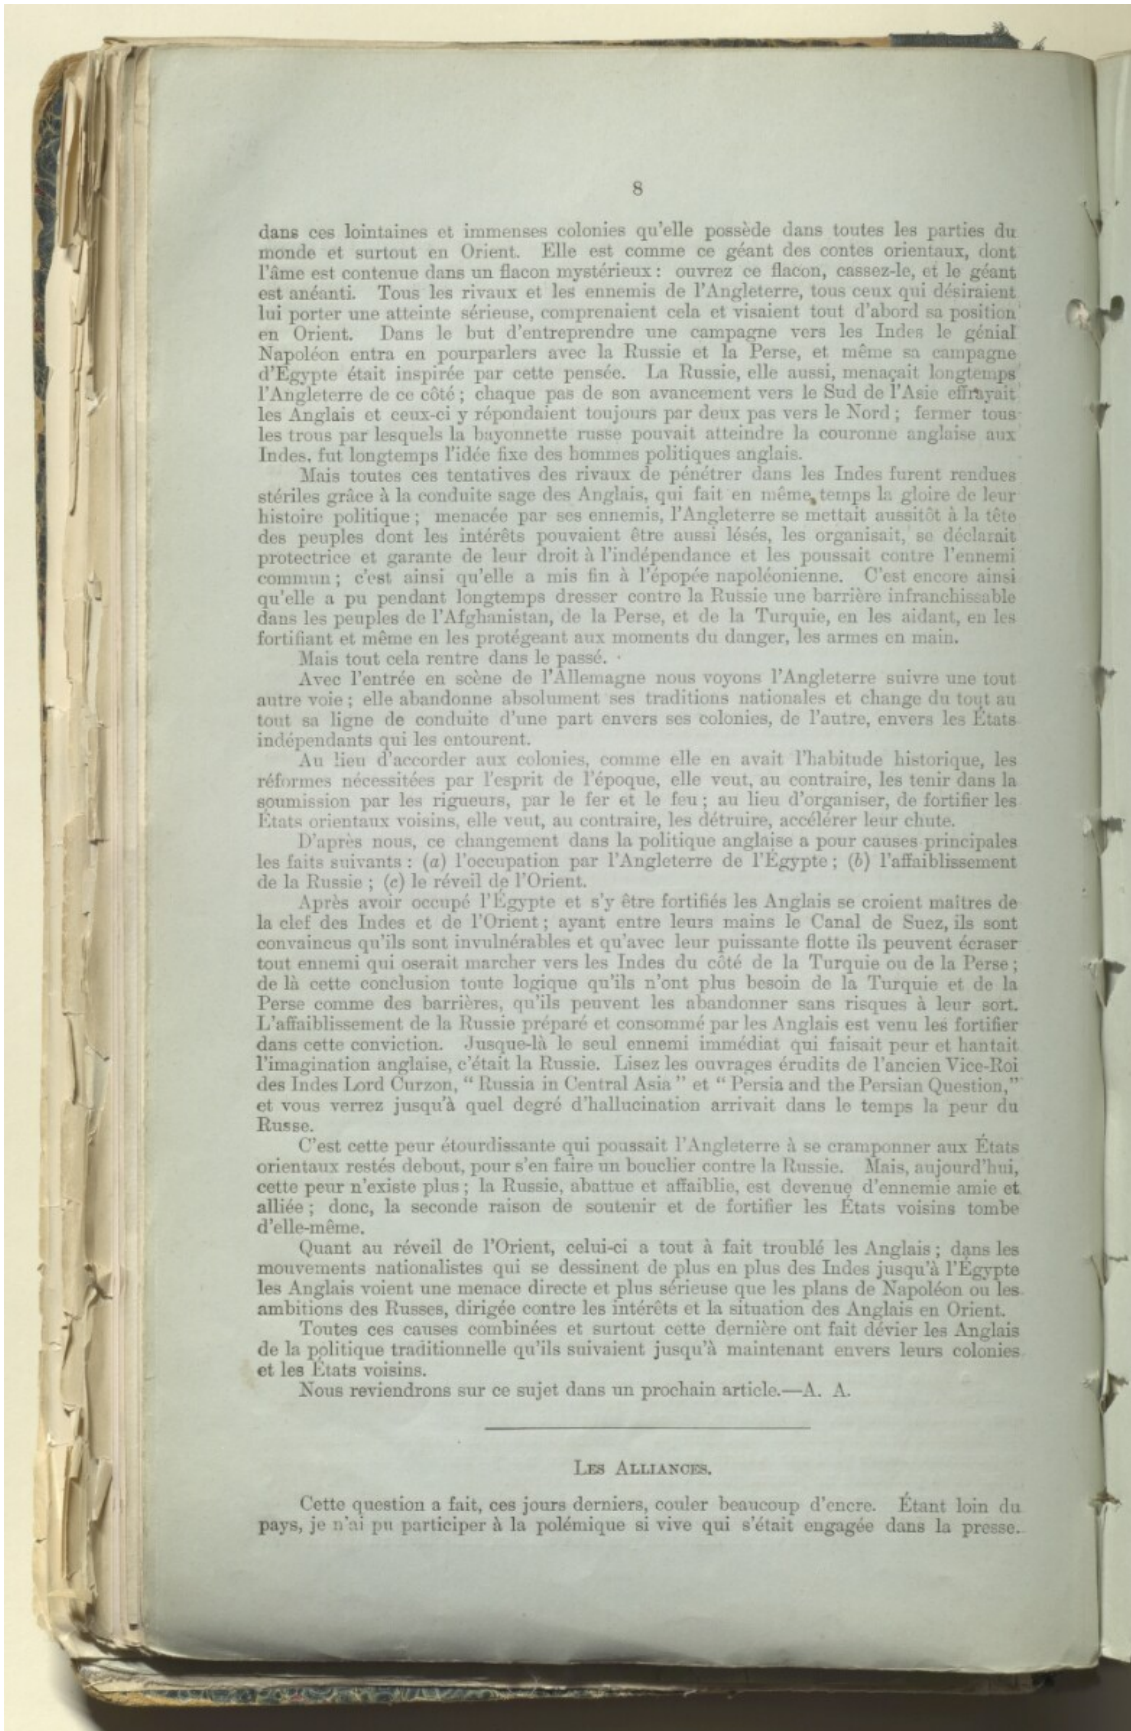 8
dans ces lointaines et immenses colonies qu'elle possède dans toutes les parties du
monde et surtout en Orient. Elle est comme ce géant des contes orientaux, dont
l'âme est contenue dans un flacon mystérieux : ouvrez ce flacon, cassez-le, et le géant
est anéanti. Tous les rivaux et les ennemis de l'Angleterre, tous ceux qui désiraient
lui porter une atteinte sérieuse, comprenaient cela et visaient tout d'abord sa position
en Orient. Dans le but d'entreprendre une campagne vers les Indes le génial
Napoléon entra en pourparlers avec la Russie et la Perse, et même sa campagne
d'Égypte était inspirée par cette pensée. La Russie, elle aussi, menaçait longtemps
l'Angleterre de ce côté ; chaque pas de son avancement vers le Sud de l'Asie effrayait
les Anglais et ceux-ci y répondaient toujours par deux pas vers le Nord ; fermer tous
les trous par lesquels la bayonnette russe pouvait atteindre la couronne anglaise aux
Indes, fut longtemps l'idée fixe des hommes politiques anglais.
Mais toutes ces tentatives des rivaux de pénétrer dans les Indes furent rendues
stériles grâce à la conduite sage des Anglais, qui fait en même temps la gloire de leur
histoire politique ; menacée par ses ennemis, l'Angleterre se mettait aussitôt à la tête
des peuples dont les intérêts pouvaient être aussi lésés, les organisait, se déclarait
protectrice et garante de leur droit à l'indépendance et les poussait contre l'ennemi
commun ; c'est ainsi qu'elle a mis fin à l'épopée napoléonienne. C'est encore ainsi
qu'elle a pu pendant longtemps dresser contre la Russie une barrière infranchissable
dans les peuples de l'Afghanistan, de la Perse, et de la Turquie, en les aidant, en les
fortifiant et même en les protégeant aux moments du danger, les armes en main.
Mais tout cela rentre dans le passé.
Avec l'entrée en scène de l'Allemagne nous voyons l'Angleterre suivre une tout
autre voie ; elle abandonne absolument ses traditions nationales et change du tout au
tout sa ligne de conduite d'une part envers ses colonies, de l'autre, envers les États
indépendants qui les entourent.
Au lieu d'accorder aux colonies, comme elle en avait l'habitude historique, les
réformes nécessitées par l'esprit de l'époque, elle veut, au contraire, les tenir dans la
soumission par les rigueurs, par le fer et le feu ; au lieu d'organiser, de fortifier les
États orientaux voisins, elle veut, au contraire, les détruire, accélérer leur chute.
D'après nous, ce changement dans la politique anglaise a pour causes principales
les faits suivants : (a) l'occupation par l'Angleterre de l'Égypte ; (b) l'affaiblissement
de la Russie ; (c) le réveil de l'Orient.
Après avoir occupé l'Égypte et s'y être fortifiés les Anglais se croient maîtres de
la clef des Indes et de l'Orient ; ayant entre leurs mains le Canal de Suez, ils sont
convaincus qu'ils sont invulnérables et qu'avec leur puissante flotte ils peuvent écraser
tout ennemi qui oserait marcher vers les Indes du côté de la Turquie ou de la Perse ;
de là cette conclusion toute logique qu'ils n'ont plus besoin de la Turquie et de la
Perse comme des barrières, qu'ils peuvent les abandonner sans risques à leur sort.
L'affaiblissement de la Russie préparé et consommé par les Anglais est venu les fortifier
dans cette conviction. Jusque-là le seul ennemi immédiat qui faisait peur et hantait
l'imagination anglaise, c'était la Russie. Lisez les ouvrages érudits de l'ancien Vice-Roi
des Indes Lord Curzon, " Russia in Central Asia " et " Persia and the Persian Question,"
et vous verrez jusqu'à quel degré d'hallucination arrivait dans le temps la peur du
Russe.
C'est cette peur étourdissante qui poussait l'Angleterre à se cramponner aux États
orientaux restés debout, pour s'en faire un bouclier contre la Russie. Mais, aujourd'hui,
cette peur n'existe plus ; la Russie, abattue et affaiblie, est devenue d'ennemie amie et
alliée ; donc, la seconde raison de soutenir et de fortifier les États voisins tombe
d'elle-même.
Quant au réveil de l'Orient, celui-ci a tout à fait troublé les Anglais ; dans les
mouvements nationalistes qui se dessinent de plus en plus des Indes jusqu'à l'Égypte
les Anglais voient une menace directe et plus sérieuse que les plans de Napoléon ou les
ambitions des Russes, dirigée contre les intérêts et la situation des Anglais en Orient.
Toutes ces causes combinées et surtout cette dernière ont fait dévier les Anglais
de la politique traditionnelle qu'ils suivaient jusqu'à maintenant envers leurs colonies
et les États voisins.
Nous reviendrons sur ce sujet dans un prochain article.—A. A.
LES ALLIANCES.
Cette question a fait, ces jours derniers, couler beaucoup d'encre. Étant loin du
pays, je n'ai pu participer à la polémique si vive qui s'était engagée dans la presse.